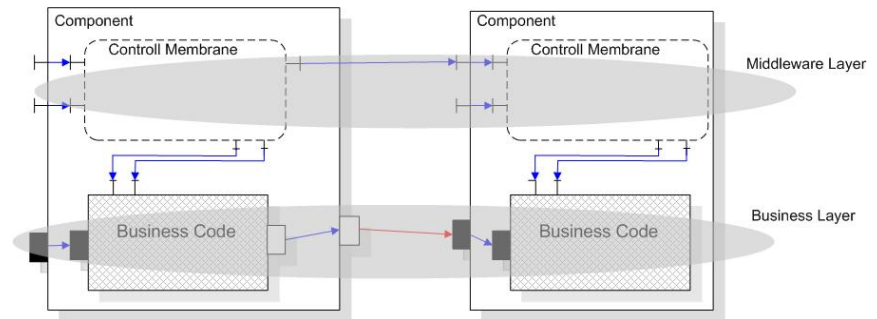 Component
Component
Controll Membrane
Controll Membrane
Middleware Layer
Business Code
Business Code
Business Layer